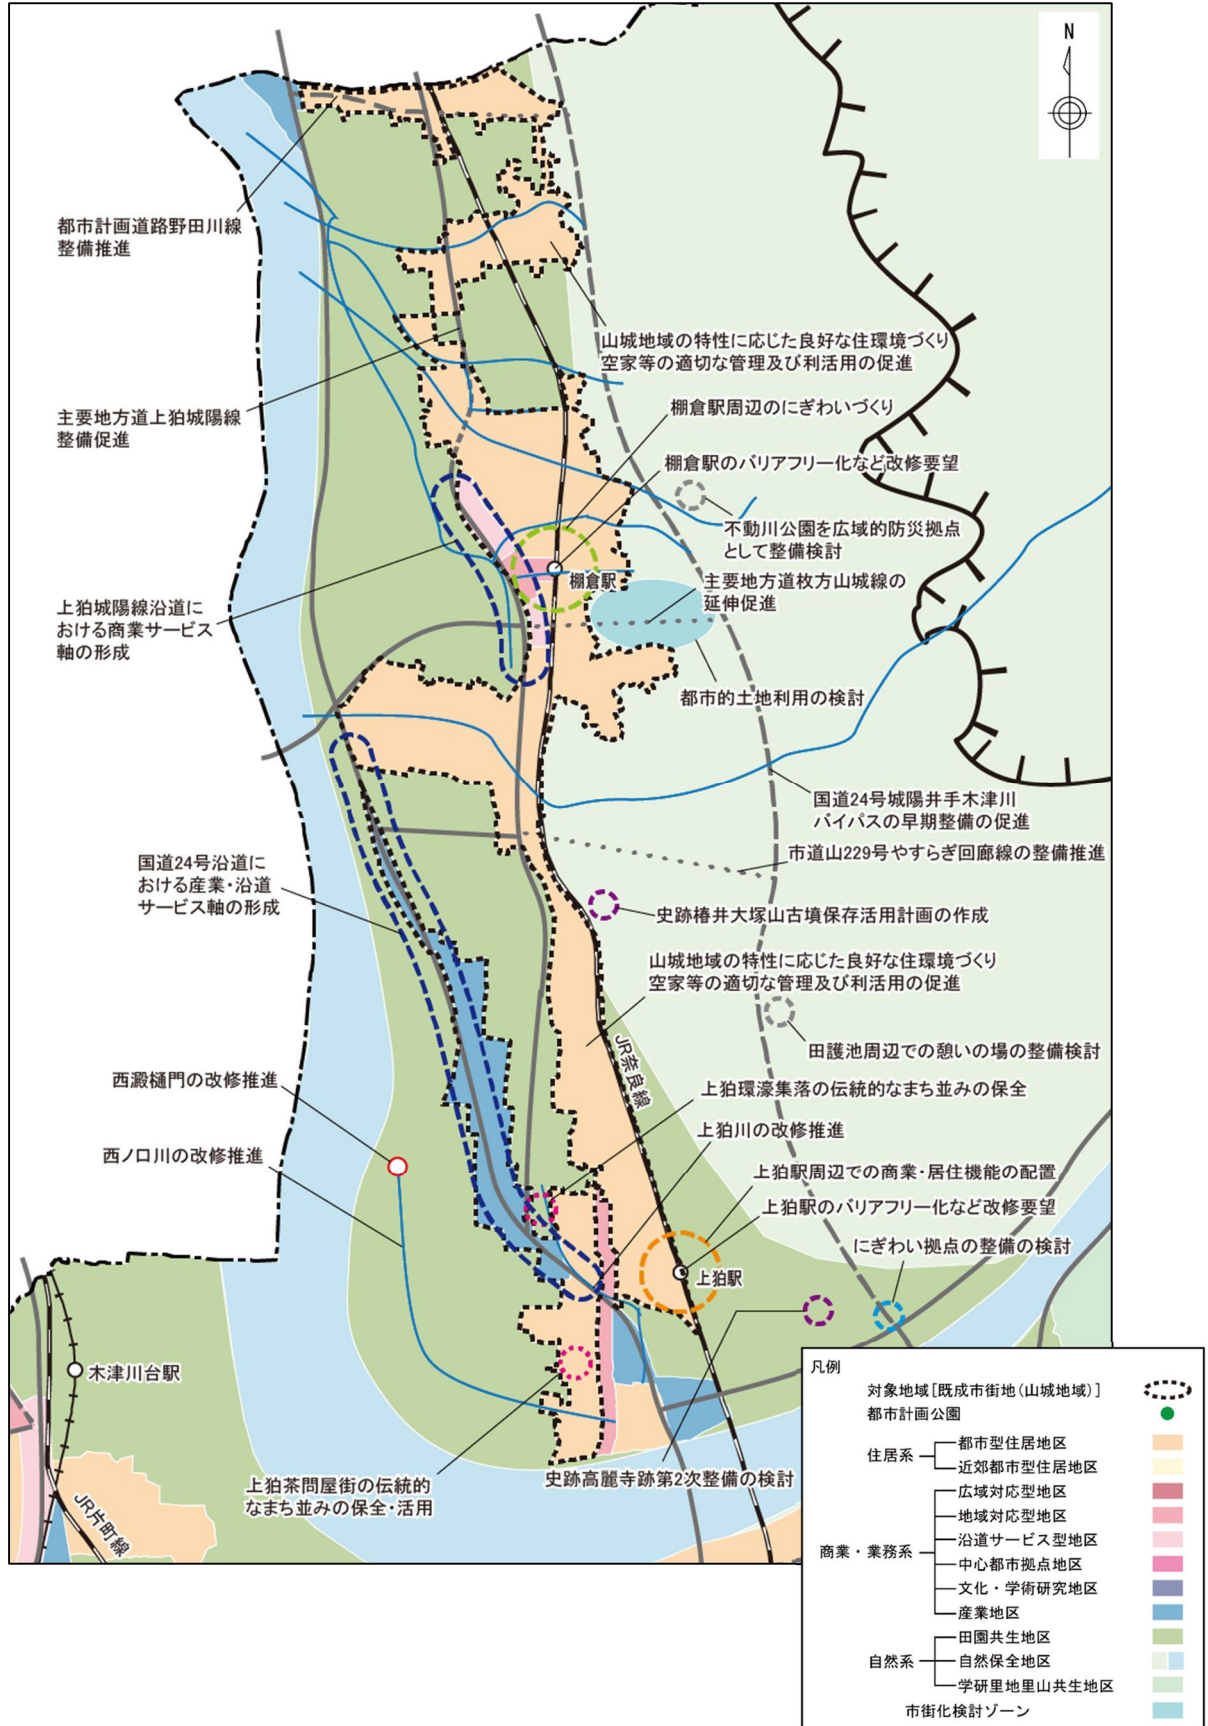 N
都市計画道路野田川線
整備推進
山城地域の特性に応じた良好な住環境づくり
空家等の適切な管理及び利活用の促進
主要地方道上狛城陽線
整備促進
棚倉駅周辺のにぎわいづくり
棚倉駅のバリアフリー化など改修要望
不動川公園を広域的防災拠点
として整備検討
棚倉駅
主要地方道枚方山城線の
延伸促進
上狛城陽線沿道に
おける商業サービス
軸の形成
都市的土地利用の検討
国道24号城陽井手木津川
バイパスの早期整備の促進
市道山229号やすらぎ回廊線の整備推進
国道24号沿道に
おける産業・沿道
サービス軸の形成
史跡椿井大塚山古墳保存活用計画の作成
山城地域の特性に応じた良好な住環境づくり
空家等の適切な管理及び利活用の促進
JR奈良線
田護池周辺での憩いの場の整備検討
西澱樋門の改修推進
上狛環濠集落の伝統的なまち並みの保全
上狛川の改修推進
西ノ口川の改修推進
上狛駅周辺での商業・居住機能の配置
上狛駅のバリアフリー化など改修要望
にぎわい拠点の整備の検討
上狛駅
木津川台駅
JR片町線
上狛茶問屋街の伝統的
なまち並みの保全・活用
史跡高麗寺跡第2次整備の検討
凡例
対象地域[既成市街地(山城地域)]
都市計画公園
住居系
都市型住居地区
近郊都市型住居地区
商業・業務系
広域対応型地区
地域対応型地区
沿道サービス型地区
中心都市拠点地区
文化・学術研究地区
産業地区
自然系
田園共生地区
自然保全地区
学研里地里山共生地区
市街化検討ゾーン